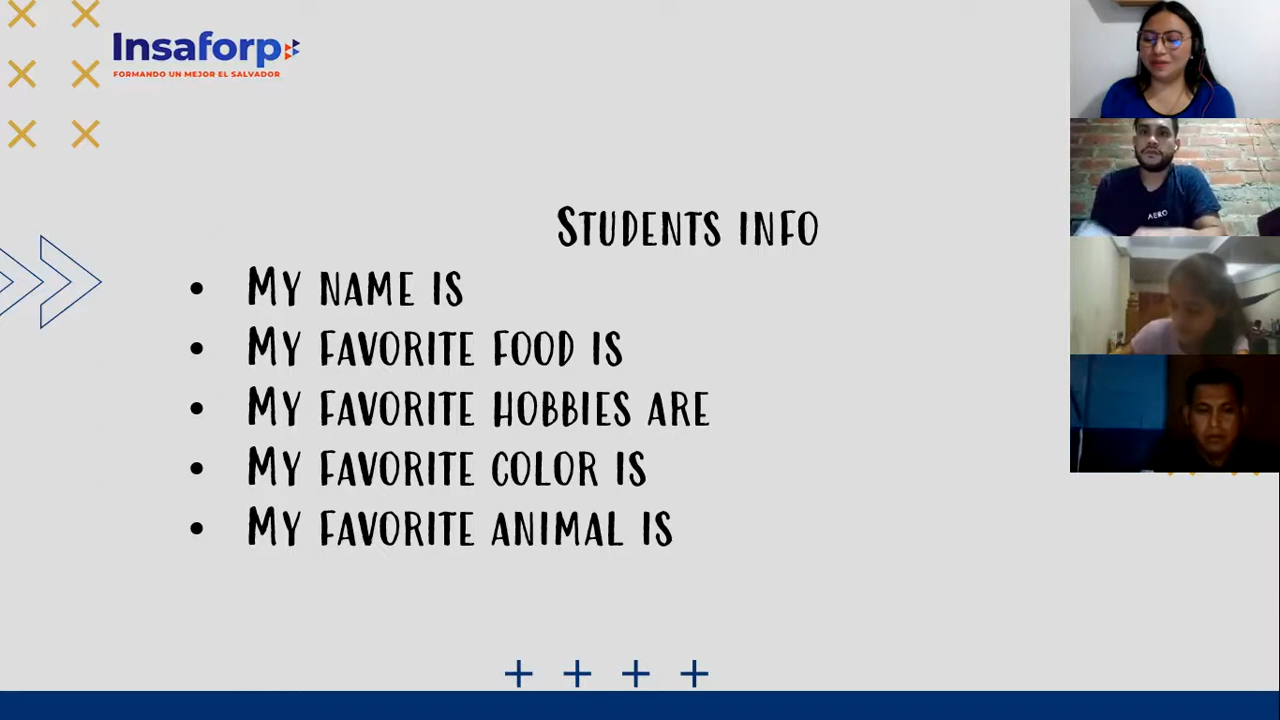 Insaforp
FORMANDO UN MEJOR EL SALVADOR
STUDENTS INFO
• MY NAME IS
• MY FAVORITE FOOD IS
• MY FAVORITE HOBBIES ARE
• MY FAVORITE COLOR IS
• MY FAVORITE ANIMAL IS
AERO